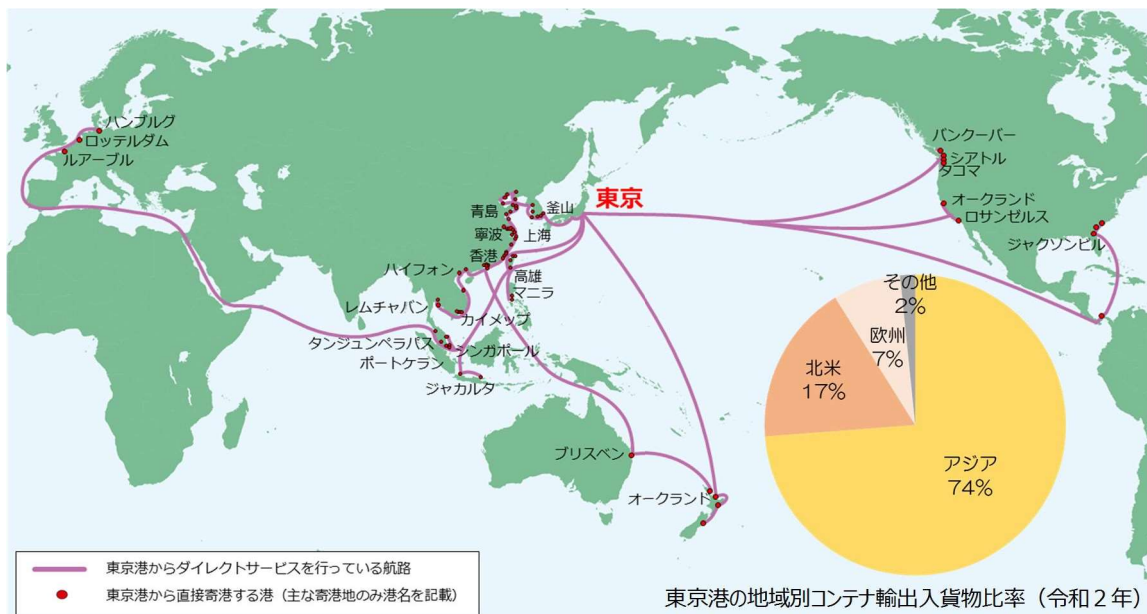 ハンブルグ
ロッテルダム
ルアーブル
青島
釜山
東京
寧波
上海
香港
ハイフォン
高雄
マニラ
レムチャバン
カイメップ
タンジュンペラパス
シンガポール
ポートケラン
ジャカルタ
ブリスベン
オークランド
バンクーバー
シアトル
タコマ
オークランド
ロサンゼルス
ジャクソンビル
その他
2%
欧州
7%
北米
17%
アジア
74%
東京港からダイレクトサービスを行っている航路
東京港から直接寄港する港（主な寄港地のみ港名を記載）
東京港の地域別コンテナ輸出入貨物比率（令和２年）